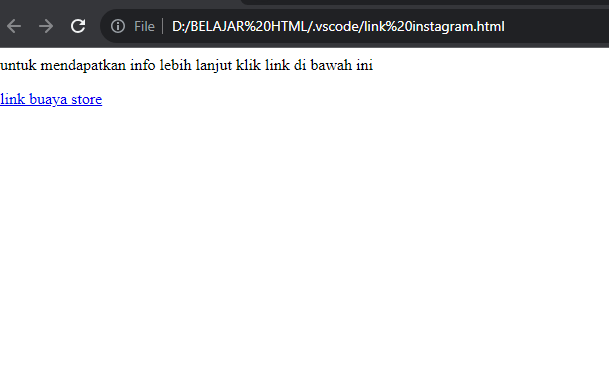 File D:/BELAJAR%20HTML/.vscode/link%20instagram.html
untuk mendapatkan info lebih lanjut klik link di bawah ini
link buaya store